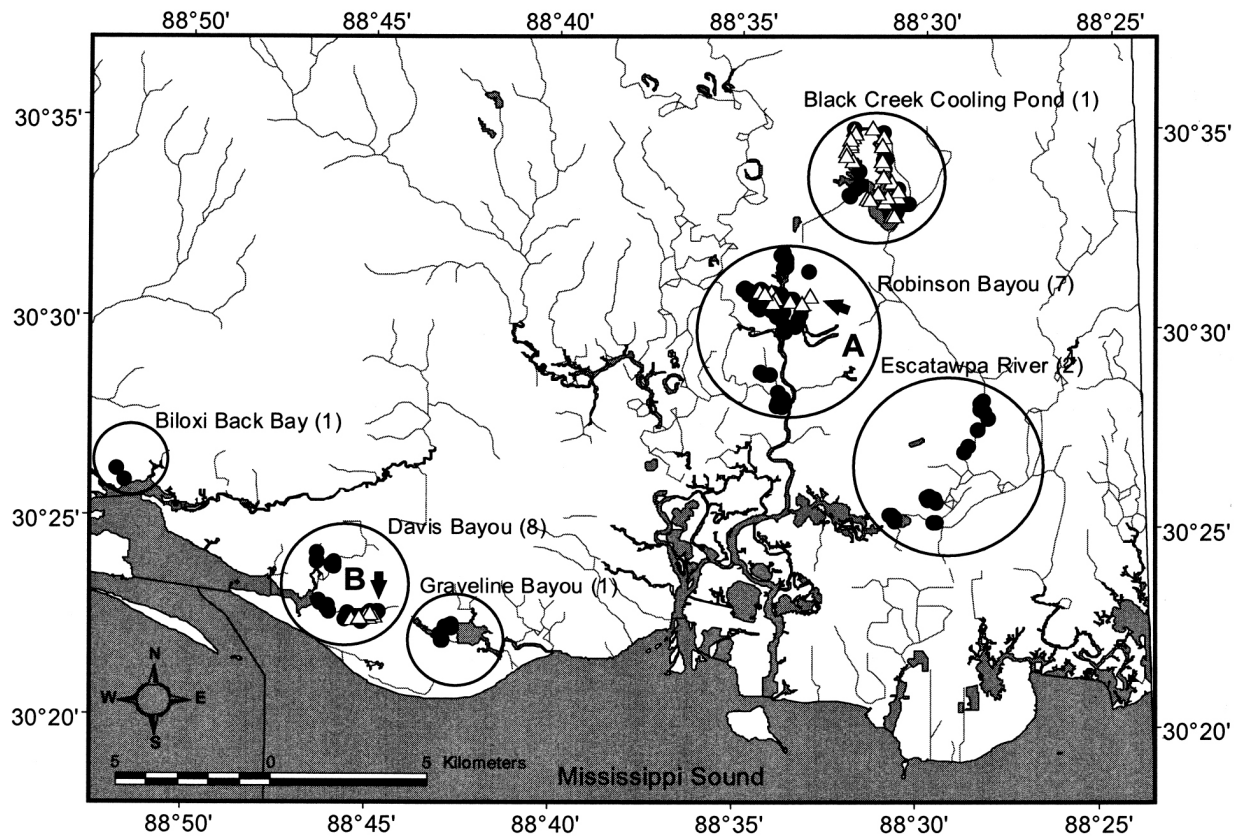 88°50' 88°45' 88°40' 88°35' 88°30' 88°25'
Black Creek Cooling Pond (1)
30°35' 30°35'
Robinson Bayou (7)
30°30' 30°30'
A
Escatawpa River (2)
Biloxi Back Bay (1)
30°25' 30°25'
Davis Bayou (8)
B
Graveline Bayou (1)
N
W E
S
30°20' 30°20'
5 0 5 Kilometers
Mississippi Sound
88°50' 88°45' 88°40' 88°35' 88°30' 88°25'